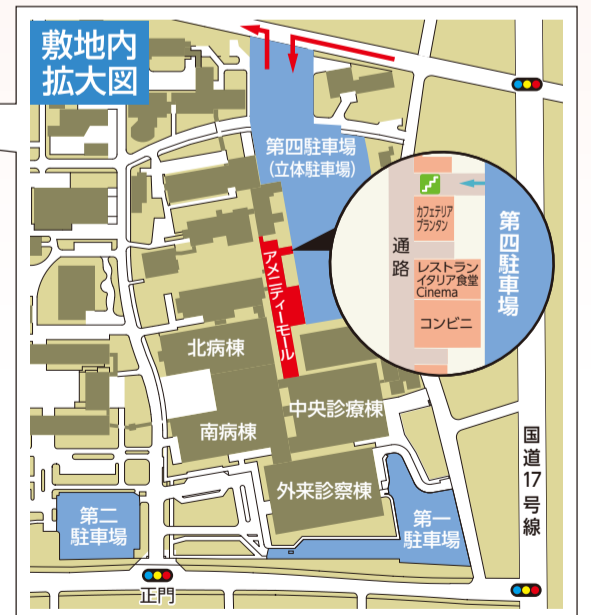 敷地内
拡大図
第四駐車場
(立体駐車場)
カフェテリア
プランタン
通路
レストラン
イタリア食堂
Cinema
コンビニ
第四駐車場
アメニティーモール
北病棟
南病棟
中央診療棟
外来診察棟
国道17号線
第二
駐車場
第一
駐車場
正門